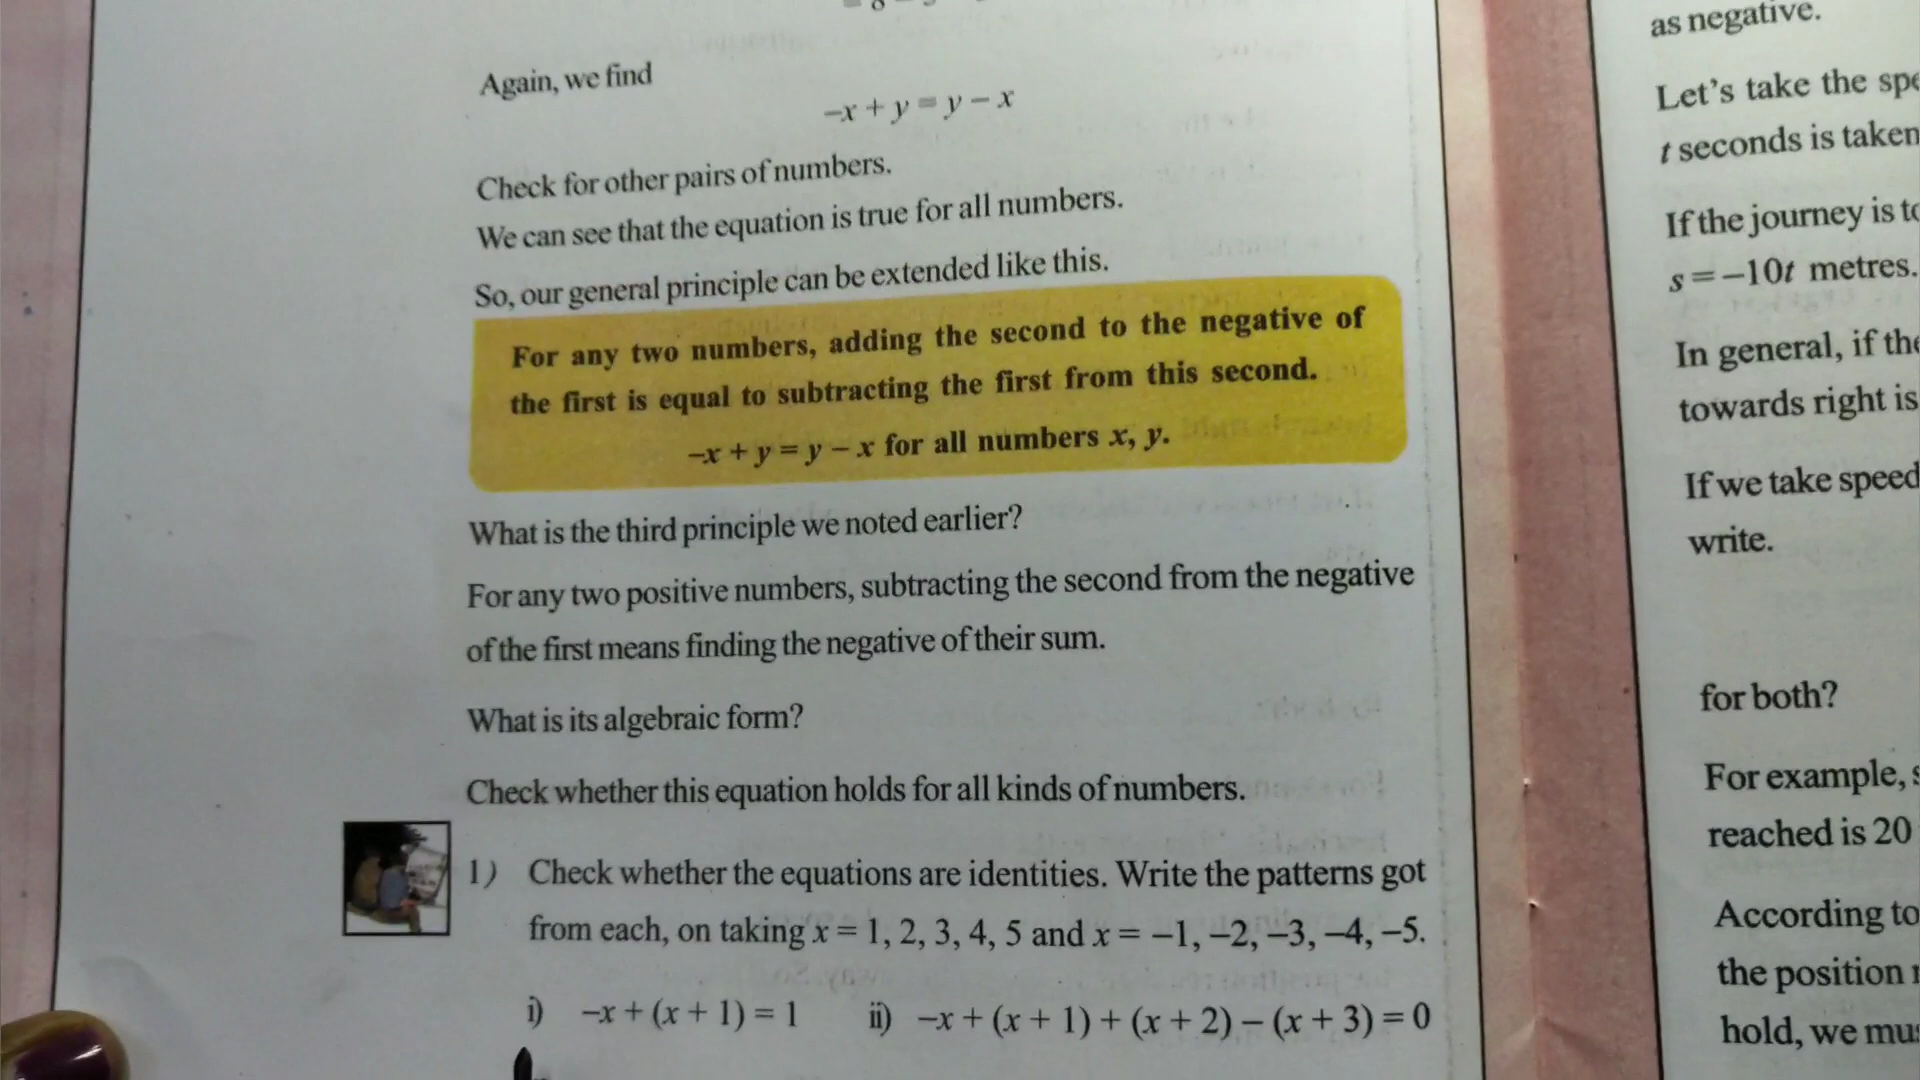 Again, we find
–x + y = y – x
Check for other pairs of numbers.
We can see that the equation is true for all numbers.
So, our general principle can be extended like this.
For any two numbers, adding the second to the negative of
the first is equal to subtracting the first from this second.
–x + y = y – x for all numbers x, y.
What is the third principle we noted earlier?
For any two positive numbers, subtracting the second from the negative
of the first means finding the negative of their sum.
What is its algebraic form?
Check whether this equation holds for all kinds of numbers.
1) Check whether the equations are identities. Write the patterns got
from each, on taking x = 1, 2, 3, 4, 5 and x = –1, –2, –3, –4, –5.
i) –x + (x + 1) = 1 ii) –x + (x + 1) + (x + 2) – (x + 3) = 0
as negative.
Let's take the
t seconds is taken
If the journey is
s = –10t metres.
In general, if
towards right is
If we take speed
write.
for both?
For example,
reached is 20
According to
the position
hold, we